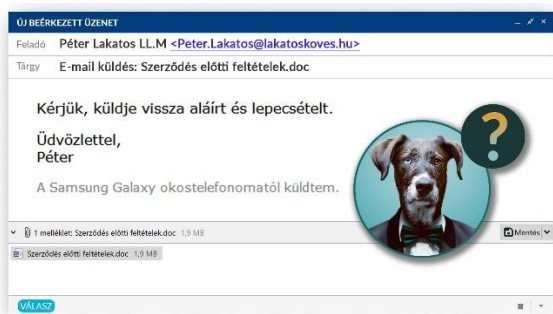 ÚJ BEÉRKEZETT ÜZENET
Feladó Péter Lakatos LL.M <Peter.Lakatos@lakatoskoves.hu>
Tárgy E-mail küldés: Szerződés előtti feltételek.doc
Kérjük, küldje vissza aláírt és lepecsételt.
Üdvözlettel,
Péter
A Samsung Galaxy okostelefonomatól küldtem.
?
1 melléklet: Szerződés előtti feltételek.doc 1,9 MB
Mentés
Szerződés előtti feltételek.doc 1,9 MB
VÁLASZ